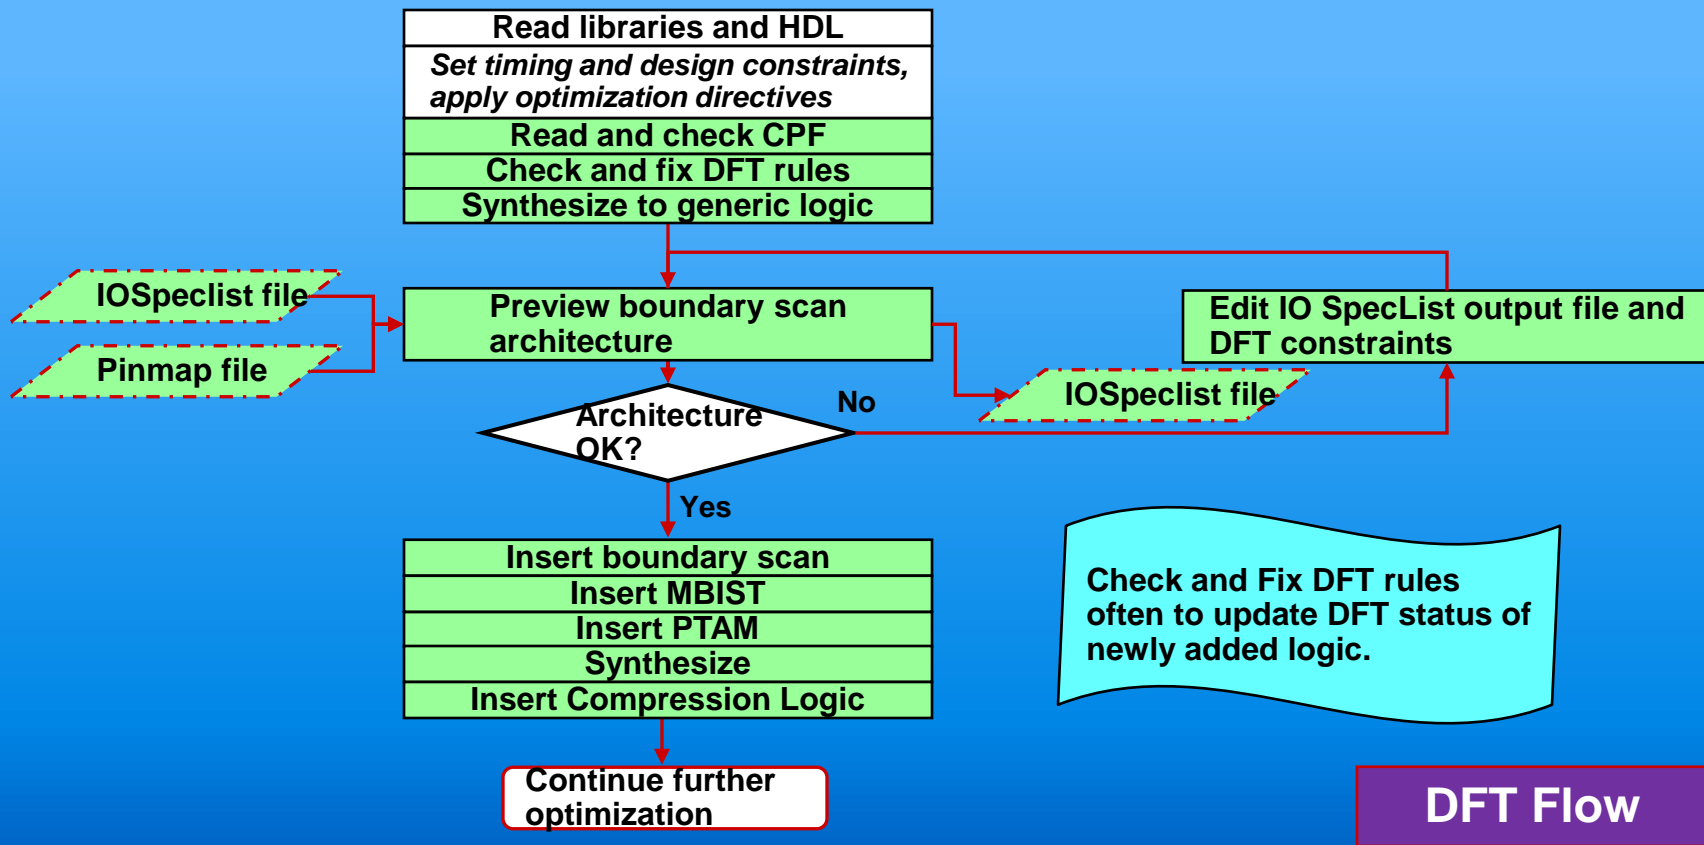 Read libraries and HDL
Set timing and design constraints,
apply optimization directives
Read and check CPF
Check and fix DFT rules
Synthesize to generic logic
IOSpeclist file
Pinmap file
Preview boundary scan
architecture
Edit IO SpecList output file and
DFT constraints
IOSpeclist file
Architecture
OK?
No
Yes
Insert boundary scan
Insert MBIST
Insert PTAM
Synthesize
Insert Compression Logic
Check and Fix DFT rules
often to update DFT status of
newly added logic.
Continue further
optimization
DFT Flow